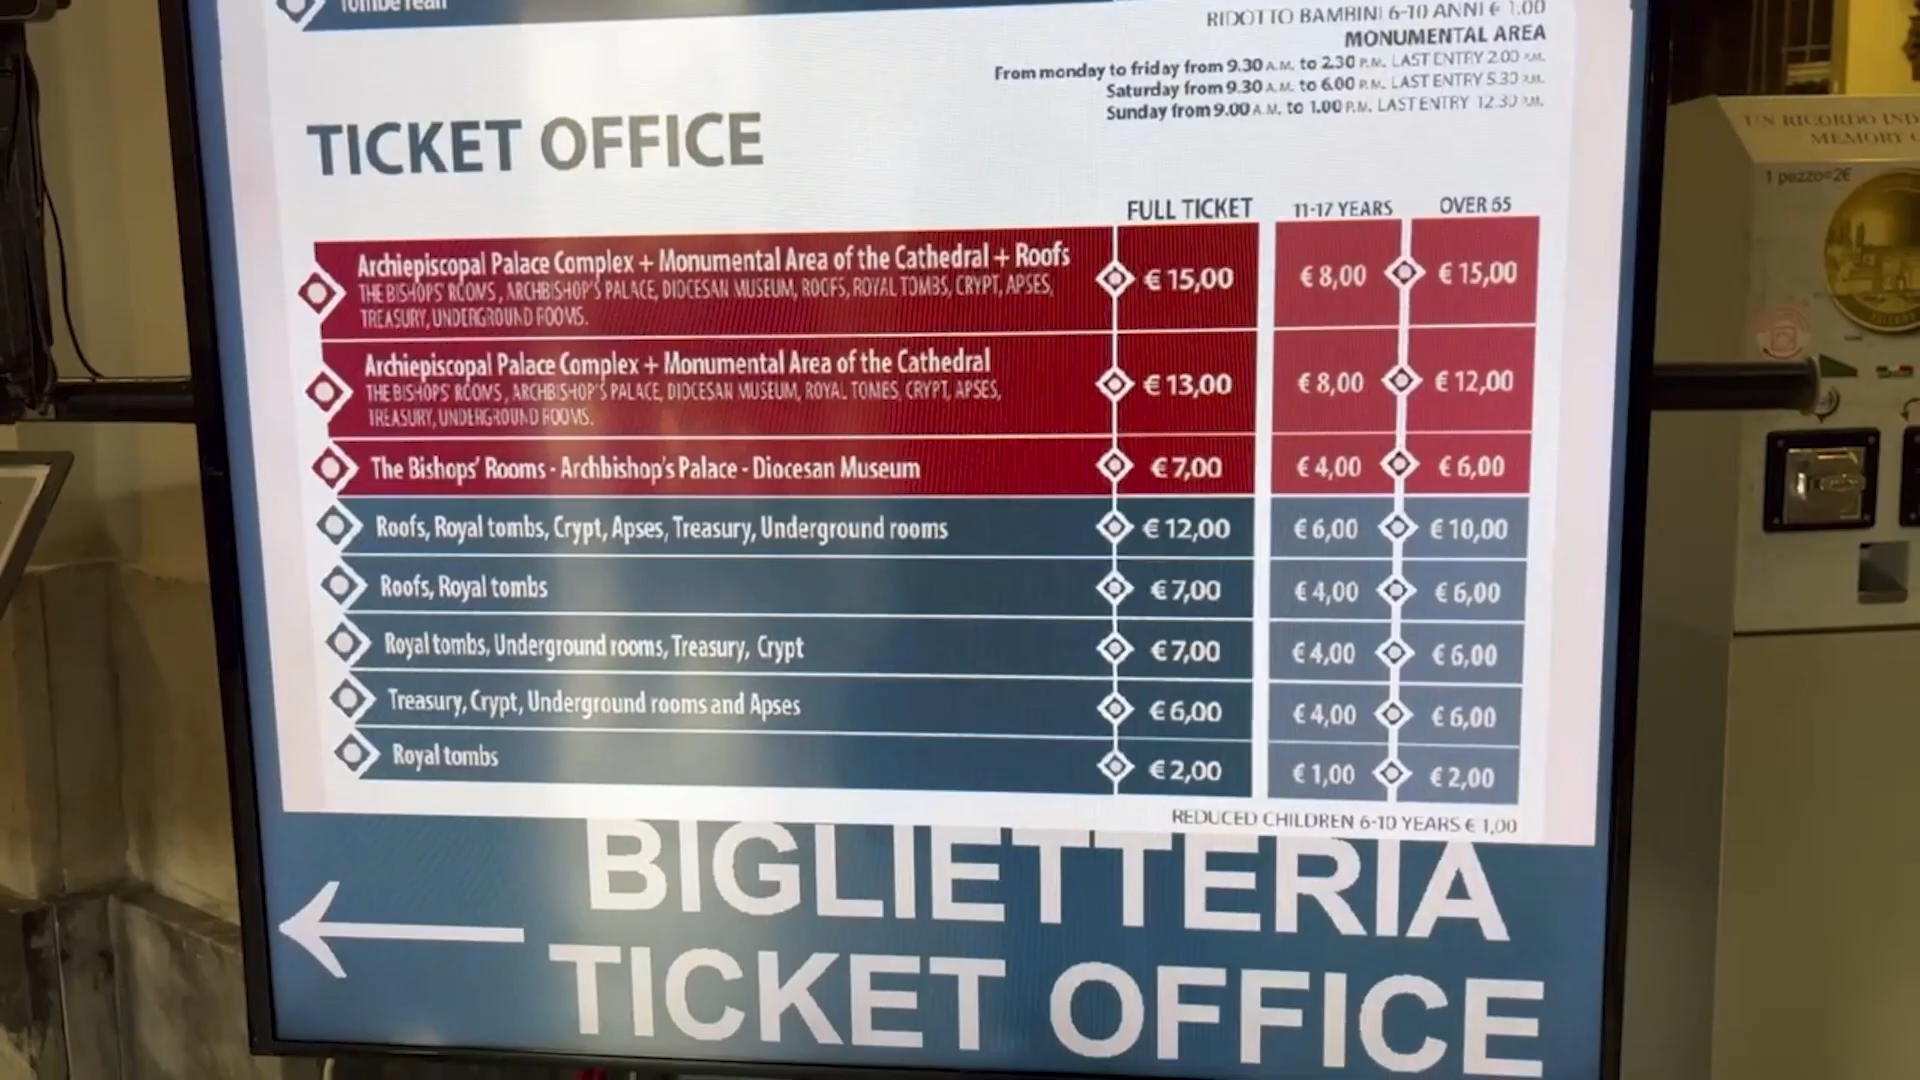 Tombe reali
RIDOTTO BAMBINI 6-10 ANNI € 1.00
MONUMENTAL AREA
From monday to friday from 9.30 A.M. to 2.30 P.M. LAST ENTRY 2.00 P.M.
Saturday from 9.30 A.M. to 6.00 P.M. LAST ENTRY 5.30 P.M.
Sunday from 9.00 A.M. to 1.00 P.M. LAST ENTRY 12.30 P.M.
TICKET OFFICE
FULL TICKET 11-17 YEARS OVER 65
Archiepiscopal Palace Complex + Monumental Area of the Cathedral + Roofs € 15,00 € 8,00 € 15,00
THE BISHOPS' ROOMS, ARCHBISHOP'S PALACE, DIOCESAN MUSEUM, ROOFS, ROYAL TOMBS, CRYPT, APSES,
TREASURY, UNDERGROUND ROOMS.
Archiepiscopal Palace Complex + Monumental Area of the Cathedral € 13,00 € 8,00 € 12,00
THE BISHOPS ROOMS, ARCHBISHOP'S PALACE, DIOCESAN MUSEUM, ROYAL TOMBS, CRYPT, APSES,
TREASURY, UNDERGROUND ROOMS.
The Bishops' Rooms - Archbishop's Palace - Diocesan Museum € 7,00 € 4,00 € 6,00
Roofs, Royal tombs, Crypt, Apses, Treasury, Underground rooms € 12,00 € 6,00 € 10,00
Roofs, Royal tombs € 7,00 € 4,00 € 6,00
Royal tombs, Underground rooms, Treasury, Crypt € 7,00 € 4,00 € 6,00
Treasury, Crypt, Underground rooms and Apses € 6,00 € 4,00 € 6,00
Royal tombs € 2,00 € 1,00 € 2,00
REDUCED CHILDREN 6-10 YEARS € 1,00
BIGLIETTERIA
TICKET OFFICE
UN RICORDO
MEMORY
1 pezzo=2€